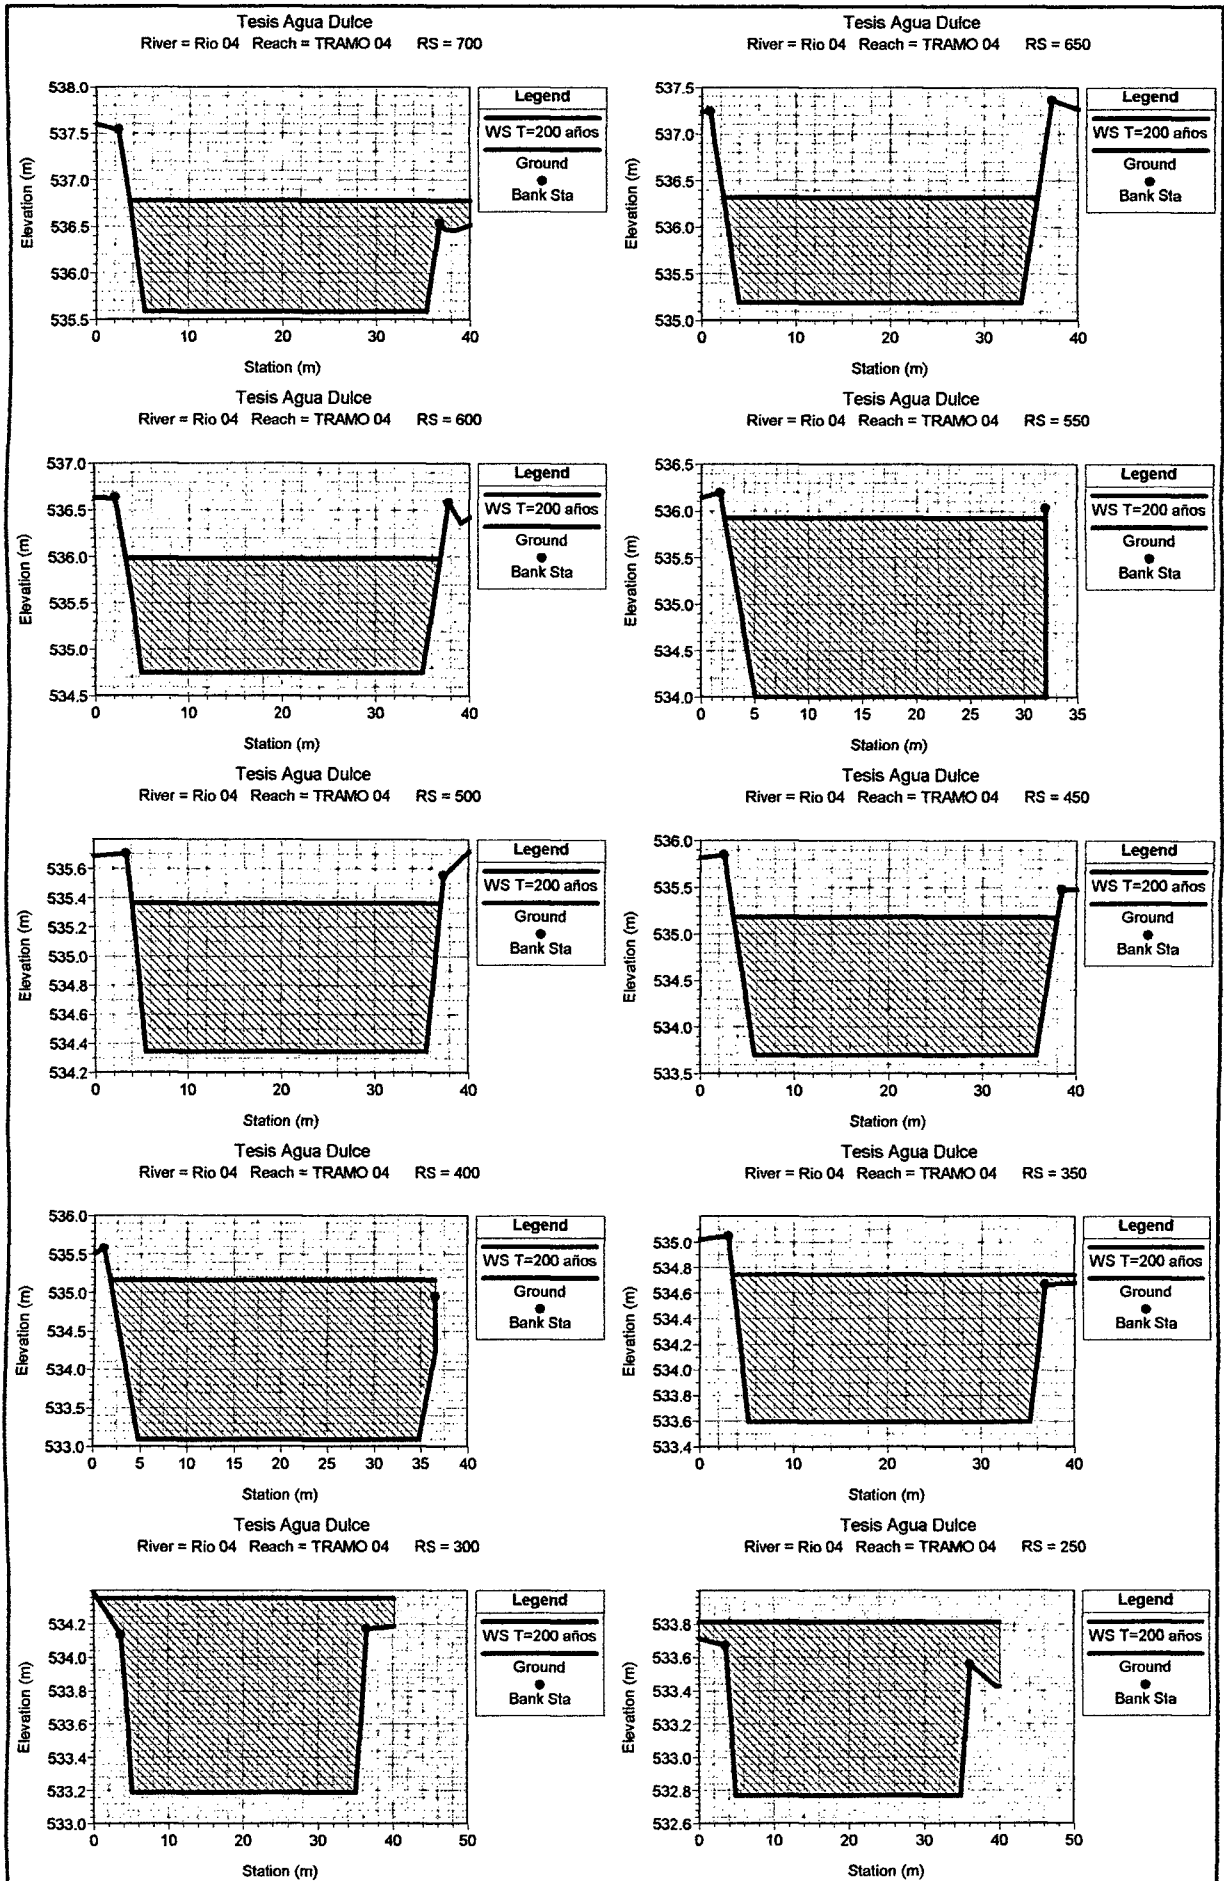 Tesis Agua Dulce
River = Rio 04 Reach = TRAMO 04 RS = 700
Elevation (m)
538.0
537.5
537.0
536.5
536.0
535.5
0 10 20 30 40
Station (m)
Legend
WS T=200 años
Ground
Bank Sta
River = Rio 04 Reach = TRAMO 04 RS = 650
Elevation (m)
537.5
537.0
536.5
536.0
535.5
535.0
0 10 20 30 40
Station (m)
Legend
WS T=200 años
Ground
Bank Sta
Tesis Agua Dulce
River = Rio 04 Reach = TRAMO 04 RS = 600
Elevation (m)
537.0
536.5
536.0
535.5
535.0
534.5
0 10 20 30 40
Station (m)
Legend
WS T=200 años
Ground
Bank Sta
Tesis Agua Dulce
River = Rio 04 Reach = TRAMO 04 RS = 550
Elevation (m)
536.5
536.0
535.5
535.0
534.5
534.0
0 5 10 15 20 25 30 35
Station (m)
Legend
WS T=200 años
Ground
Bank Sta
Tesis Agua Dulce
River = Rio 04 Reach = TRAMO 04 RS = 500
Elevation (m)
535.6
535.4
535.2
535.0
534.8
534.6
534.4
534.2
0 10 20 30 40
Station (m)
Legend
WS T=200 años
Ground
Bank Sta
Tesis Agua Dulce
River = Rio 04 Reach = TRAMO 04 RS = 450
Elevation (m)
536.0
535.5
535.0
534.5
534.0
533.5
0 10 20 30 40
Station (m)
Legend
WS T=200 años
Ground
Bank Sta
Tesis Agua Dulce
River = Rio 04 Reach = TRAMO 04 RS = 400
Elevation (m)
536.0
535.5
535.0
534.5
534.0
533.5
533.0
0 5 10 15 20 25 30 35 40
Station (m)
Legend
WS T=200 años
Ground
Bank Sta
Tesis Agua Dulce
River = Rio 04 Reach = TRAMO 04 RS = 350
Elevation (m)
535.0
534.8
534.6
534.4
534.2
534.0
533.8
533.6
533.4
0 10 20 30 40
Station (m)
Legend
WS T=200 años
Ground
Bank Sta
Tesis Agua Dulce
River = Rio 04 Reach = TRAMO 04 RS = 300
Elevation (m)
534.2
534.0
533.8
533.6
533.4
533.2
533.0
0 10 20 30 40 50
Station (m)
Legend
WS T=200 años
Ground
Bank Sta
Tesis Agua Dulce
River = Rio 04 Reach = TRAMO 04 RS = 250
Elevation (m)
533.8
533.6
533.4
533.2
533.0
532.8
532.6
0 10 20 30 40 50
Station (m)
Legend
WS T=200 años
Ground
Bank Sta